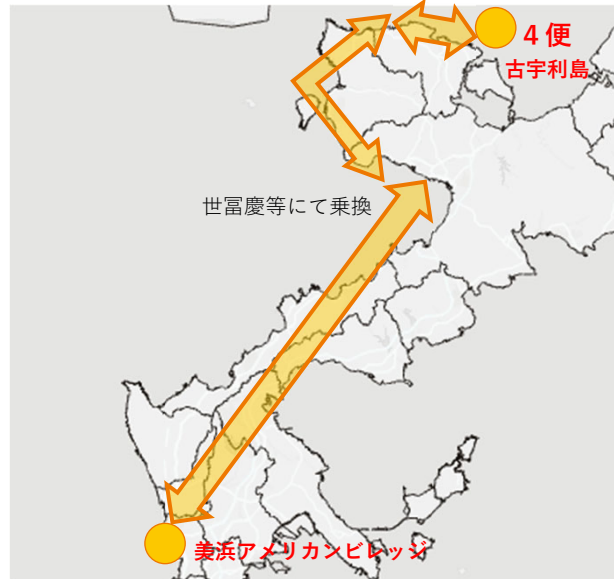 4便
古宇利島
世冨慶等にて乗換
美浜アメリカンビレッジ